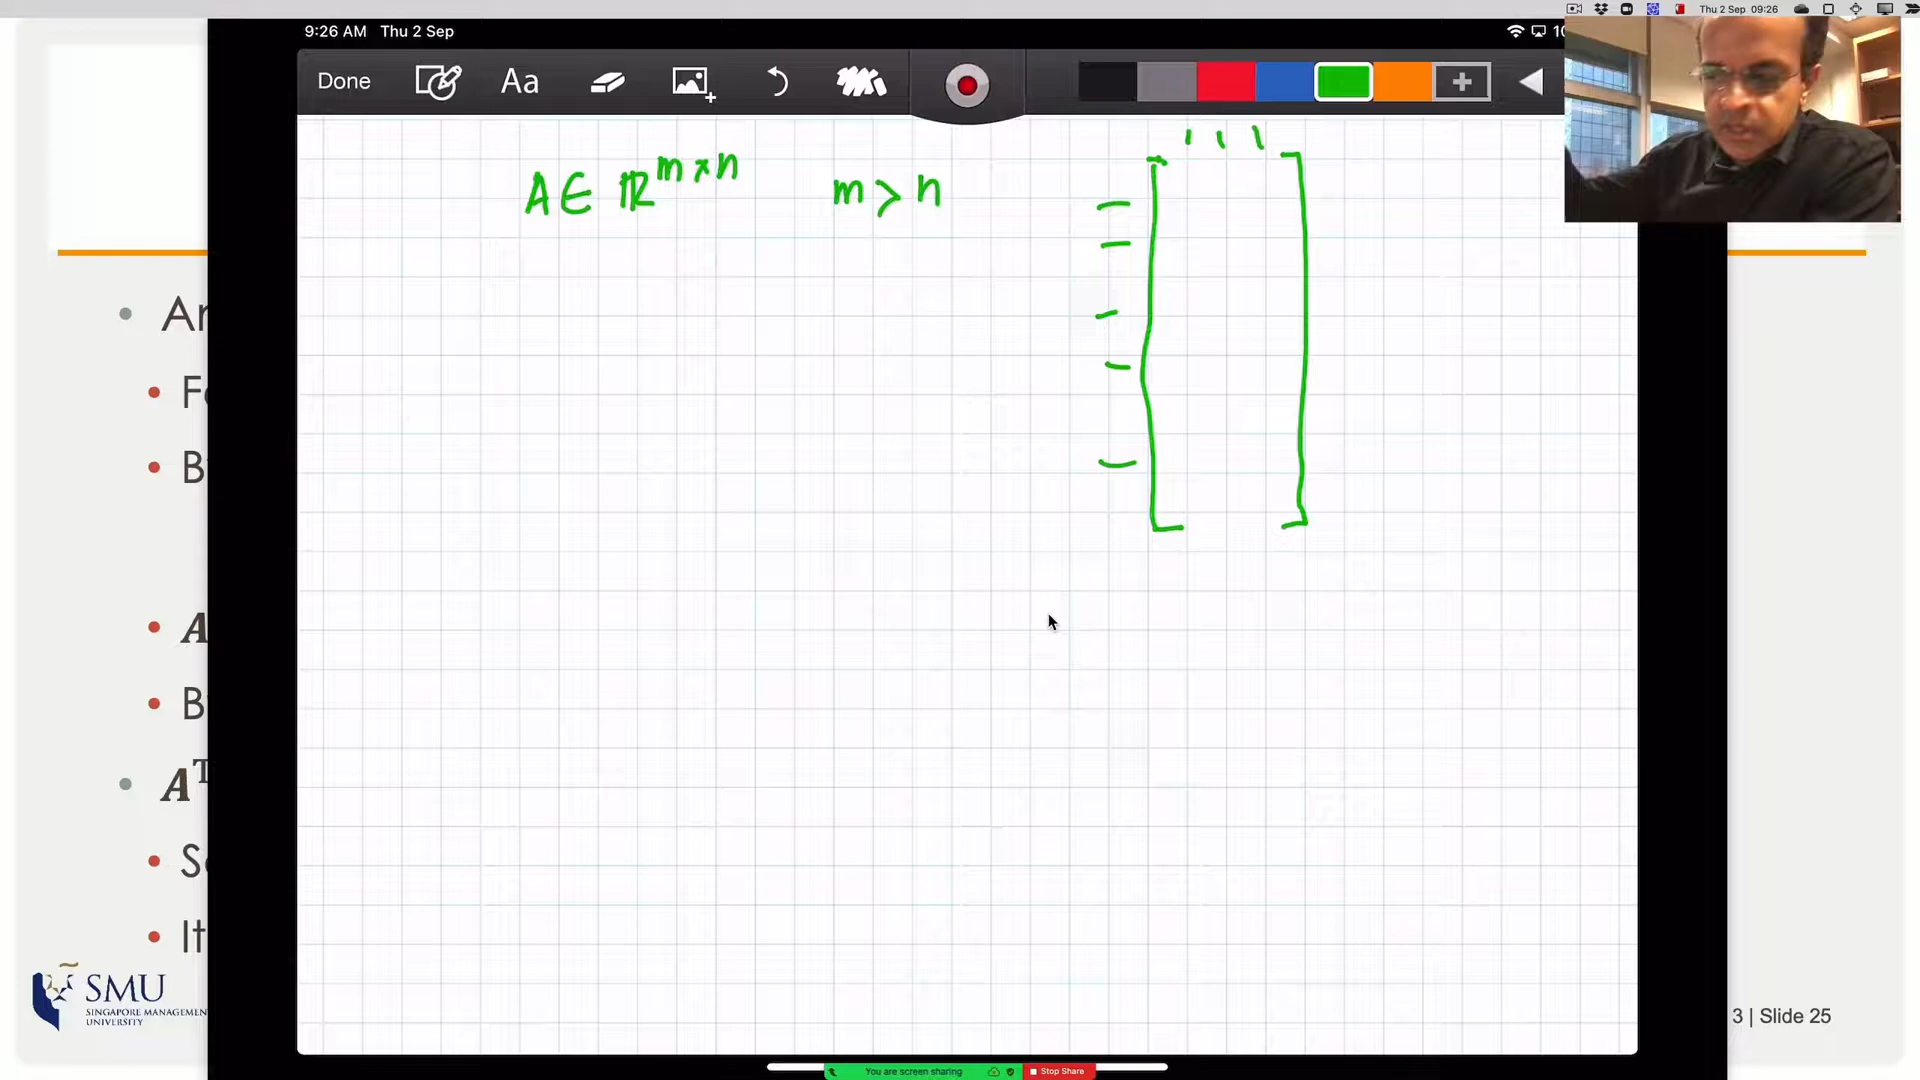 Thu 2 Sep 09:26
9:26 AM Thu 2 Sep
Done
Aa
A ∈ ℝ^{m×n} m > n
A^T
SMU
SINGAPORE MANAGEMEN
UNIVERSITY
3 | Slide 25
You are screen sharing
Stop Share